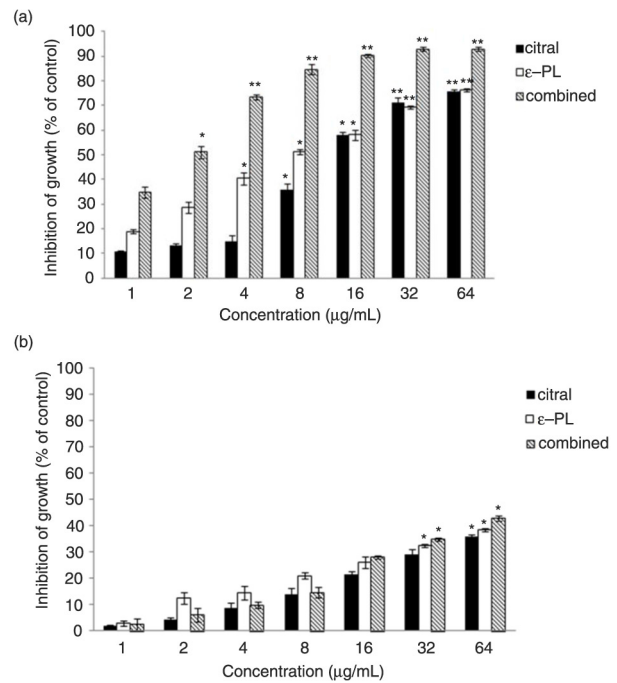 (a)
Inhibition of growth (% of control)
100
90
80
70
60
50
40
30
20
10
0
* ** ** ** ** **
* * * * * ** ** ** **
1 2 4 8 16 32 64
Concentration (μg/mL)
citral
ε–PL
combined
(b)
Inhibition of growth (% of control)
100
90
80
70
60
50
40
30
20
10
0
* * * * *
1 2 4 8 16 32 64
Concentration (μg/mL)
citral
ε–PL
combined